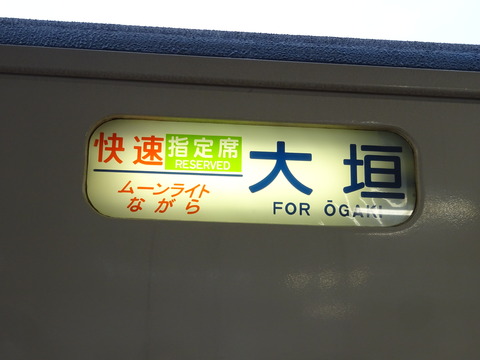 快速 指定席 大垣
RESERVED
ムーンライト
ながら
FOR ŌGAKI